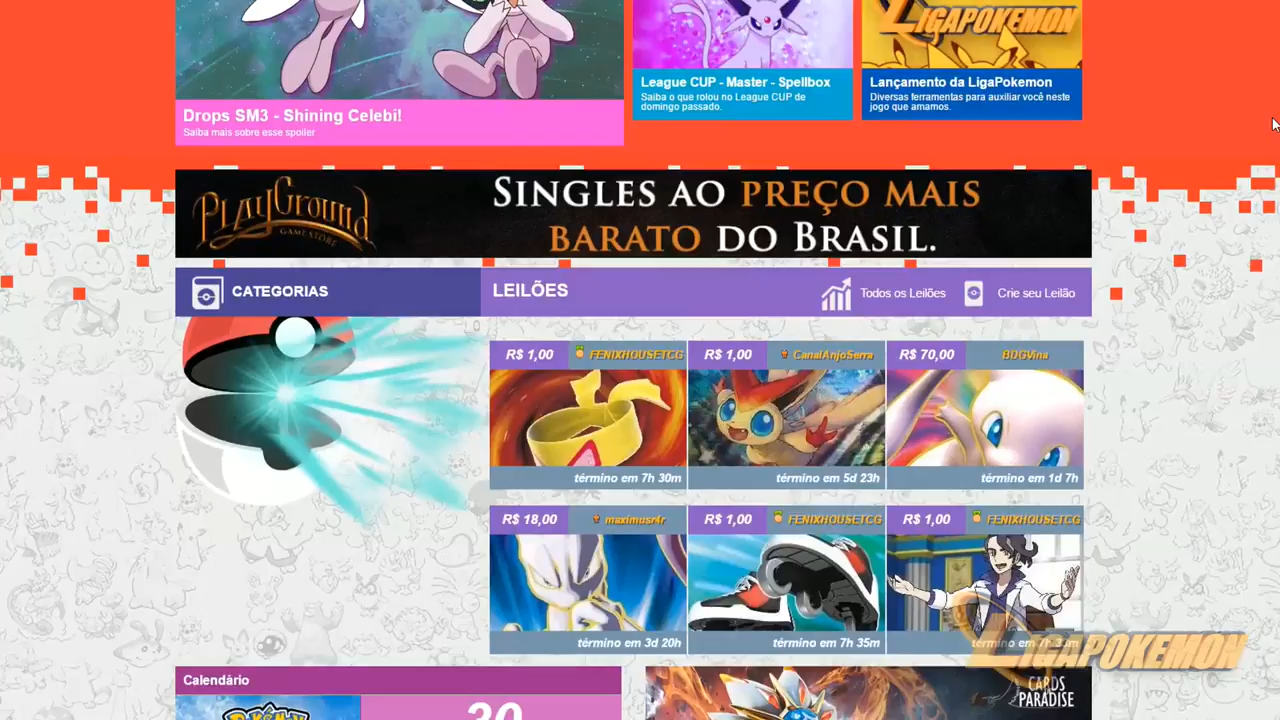 LIGAPOKEMON
League CUP - Master - Spellbox
Saiba o que rolou no League CUP de
domingo passado.
Lançamento da LigaPokemon
Diversas ferramentas para auxiliar você neste
jogo que amamos.
Drops SM3 - Shining Celebi!
Saiba mais sobre esse spoiler
PLAYGROUND
GAME STORE
SINGLES AO PREÇO MAIS
BARATO DO BRASIL.
CATEGORIAS
LEILÕES
Todos os Leilões
Crie seu Leilão
R$ 1,00 FENIXHOUSETCG
R$ 1,00 CanalAnjoSerra
R$ 70,00 BDGVina
término em 7h 30m
término em 5d 23h
término em 1d 7h
R$ 18,00 maximusr4r
R$ 1,00 FENIXHOUSETCG
R$ 1,00 FENIXHOUSETCG
término em 3d 20h
término em 7h 35m
término em 7h
LIGAPOKEMON
Calendário
POKÉMON
30
CARDS
PARADISE